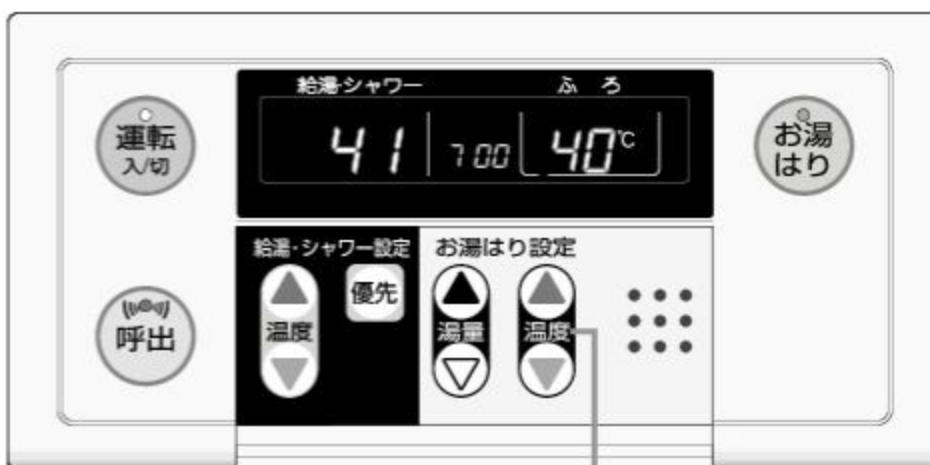 給湯・シャワー
ふろ
運転
入/切
41
700
40℃
お湯
はり
給湯・シャワー設定
お湯はり設定
優先
温度
湯量
温度
呼出